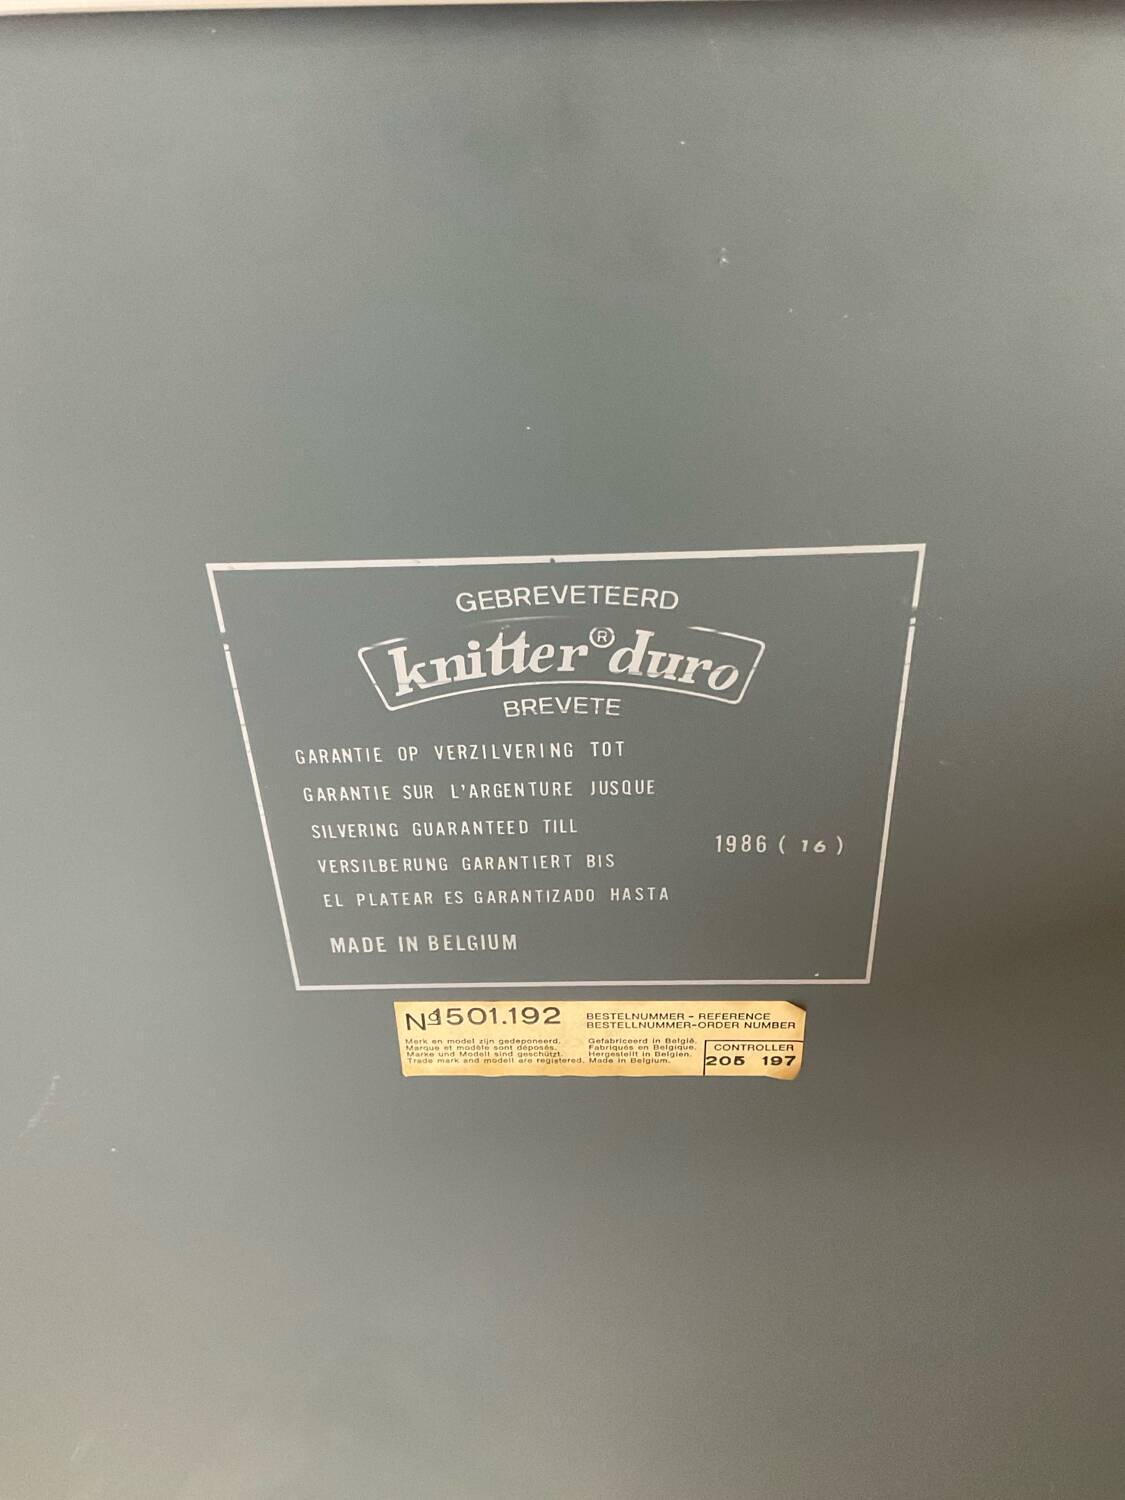 GEBREVETEERD
knitter® duro
BREVETE
GARANTIE OP VERZILVERING TOT
GARANTIE SUR L'ARGENTURE JUSQUE
SILVERING GUARANTEED TILL
VERSILBERUNG GARANTIERT BIS
EL PLATEAR ES GARANTIZADO HASTA
1986 ( 16 )
MADE IN BELGIUM
BESTELNUMMER - REFERENCE
BESTELLNUMMER-ORDER NUMBER
Merk en model zijn gedeponeerd.
Marque et modèle sont déposés.
Marke und Modell sind geschützt.
Trade mark and modell are registered.
Gefabriceerd in België.
Fabriqués en Belgique.
Hergestellt in Belgien.
Made in Belgium.
CONTROLLER
205 197